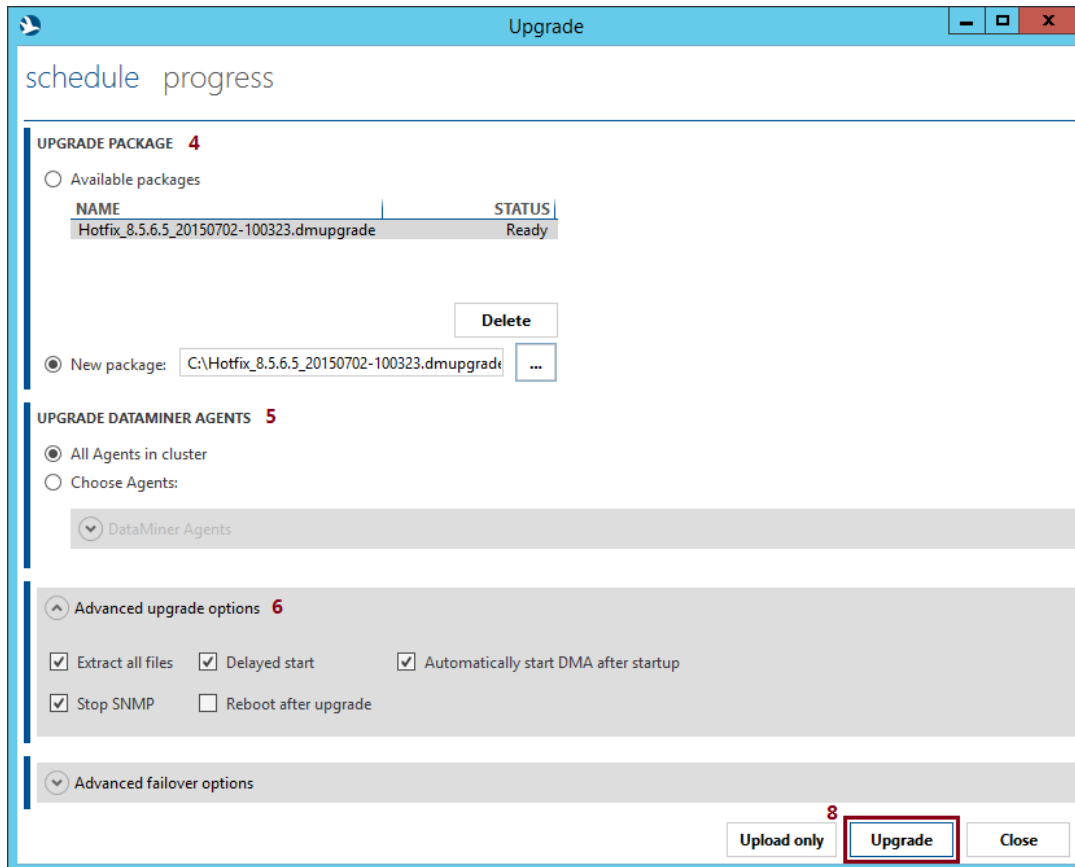 Upgrade
schedule progress
UPGRADE PACKAGE 4
Available packages
NAME STATUS
Hotfix_8.5.6.5_20150702-100323.dmupgrade Ready
Delete
New package: C:\Hotfix_8.5.6.5_20150702-100323.dmupgrade ...
UPGRADE DATAMINER AGENTS 5
All Agents in cluster
Choose Agents:
DataMiner Agents
Advanced upgrade options 6
Extract all files Delayed start Automatically start DMA after startup
Stop SNMP Reboot after upgrade
Advanced failover options
8
Upload only Upgrade Close